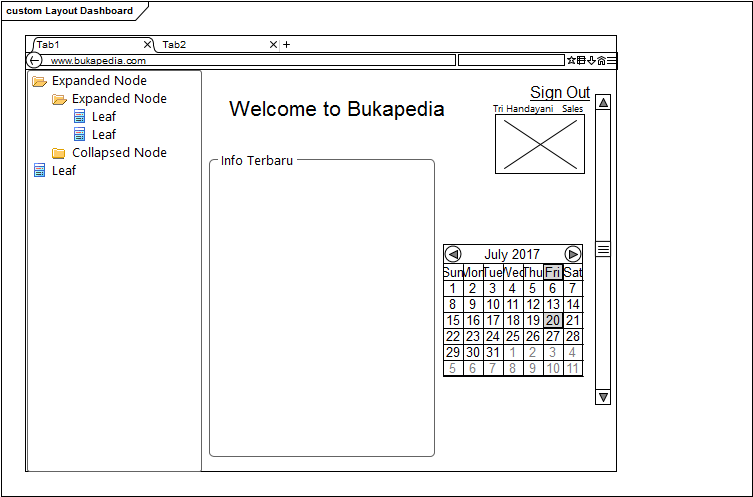 custom Layout Dashboard
Tab1 Tab2
www.bukapedia.com
Expanded Node
Expanded Node
Leaf
Leaf
Collapsed Node
Leaf
Welcome to Bukapedia
Sign Out
Tri Handayani Sales
Info Terbaru
July 2017
Sun Mon Tue Wed Thu Fri Sat
1 2 3 4 5 6 7
8 9 10 11 12 13 14
15 16 17 18 19 20 21
22 23 24 25 26 27 28
29 30 31 1 2 3 4
5 6 7 8 9 10 11